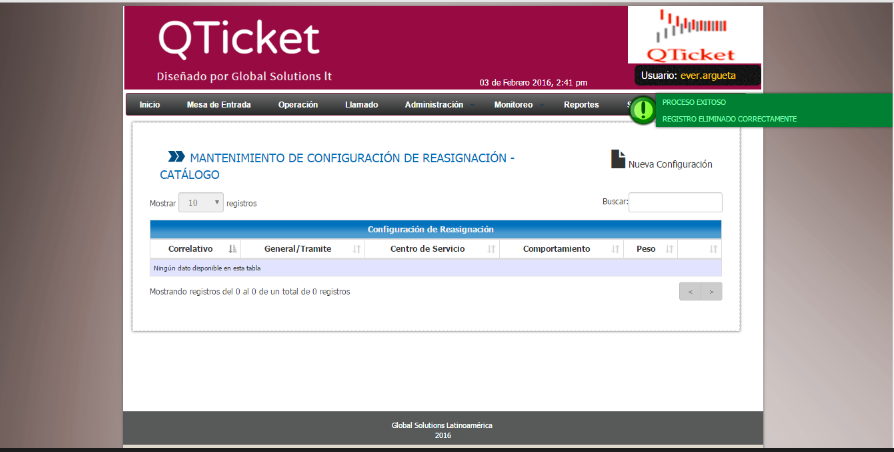 QTicket
Diseñado por Global Solutions lt
QTicket
03 de Febrero 2016, 2:41 pm
Usuario: ever.argueta
Inicio Mesa de Entrada Operación Llamado Administración Monitoreo Reportes S
PROCESO EXITOSO
REGISTRO ELIMINADO CORRECTAMENTE
MANTENIMIENTO DE CONFIGURACIÓN DE REASIGNACIÓN -
CATÁLOGO
Nueva Configuración
Mostrar 10 registros
Buscar:
Configuración de Reasignación
Correlativo General/Tramite Centro de Servicio Comportamiento Peso
Ningún dato disponible en esta tabla
Mostrando registros del 0 al 0 de un total de 0 registros
< >
Global Solutions Latinoamérica
2016